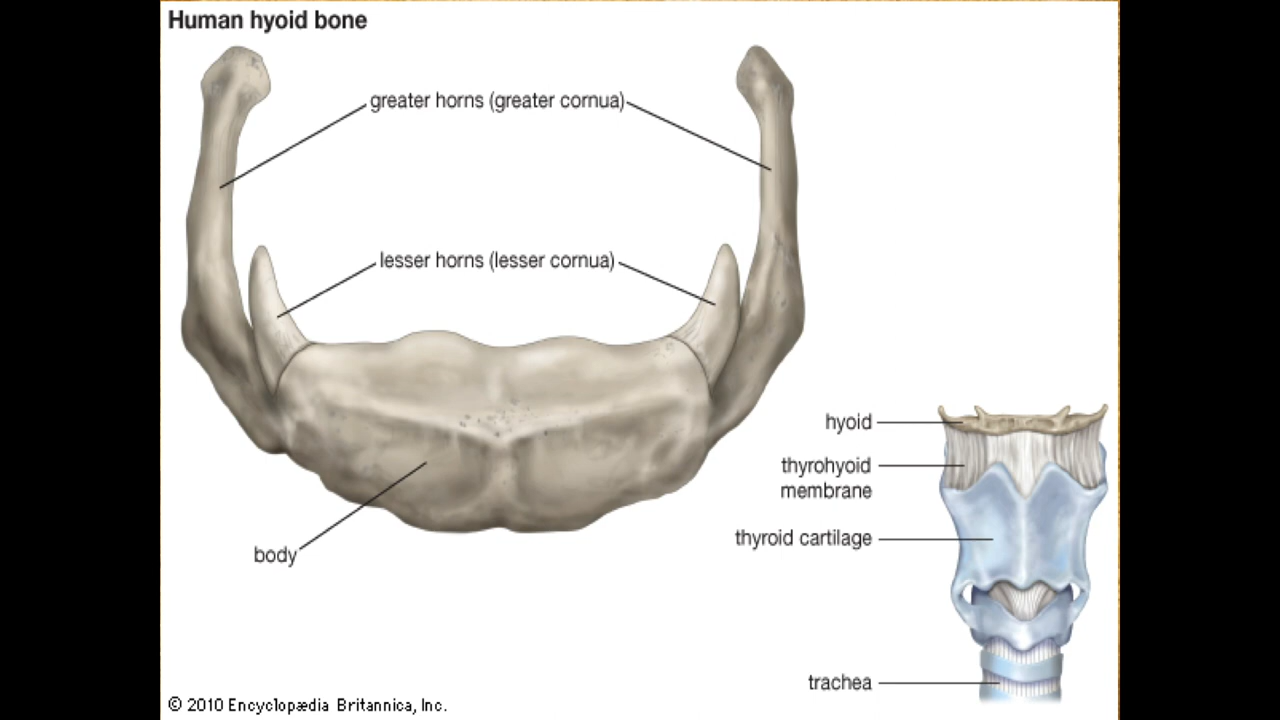 Human hyoid bone
greater horns (greater cornua)
lesser horns (lesser cornua)
body
hyoid
thyrohyoid
membrane
thyroid cartilage
trachea
© 2010 Encyclopædia Britannica, Inc.